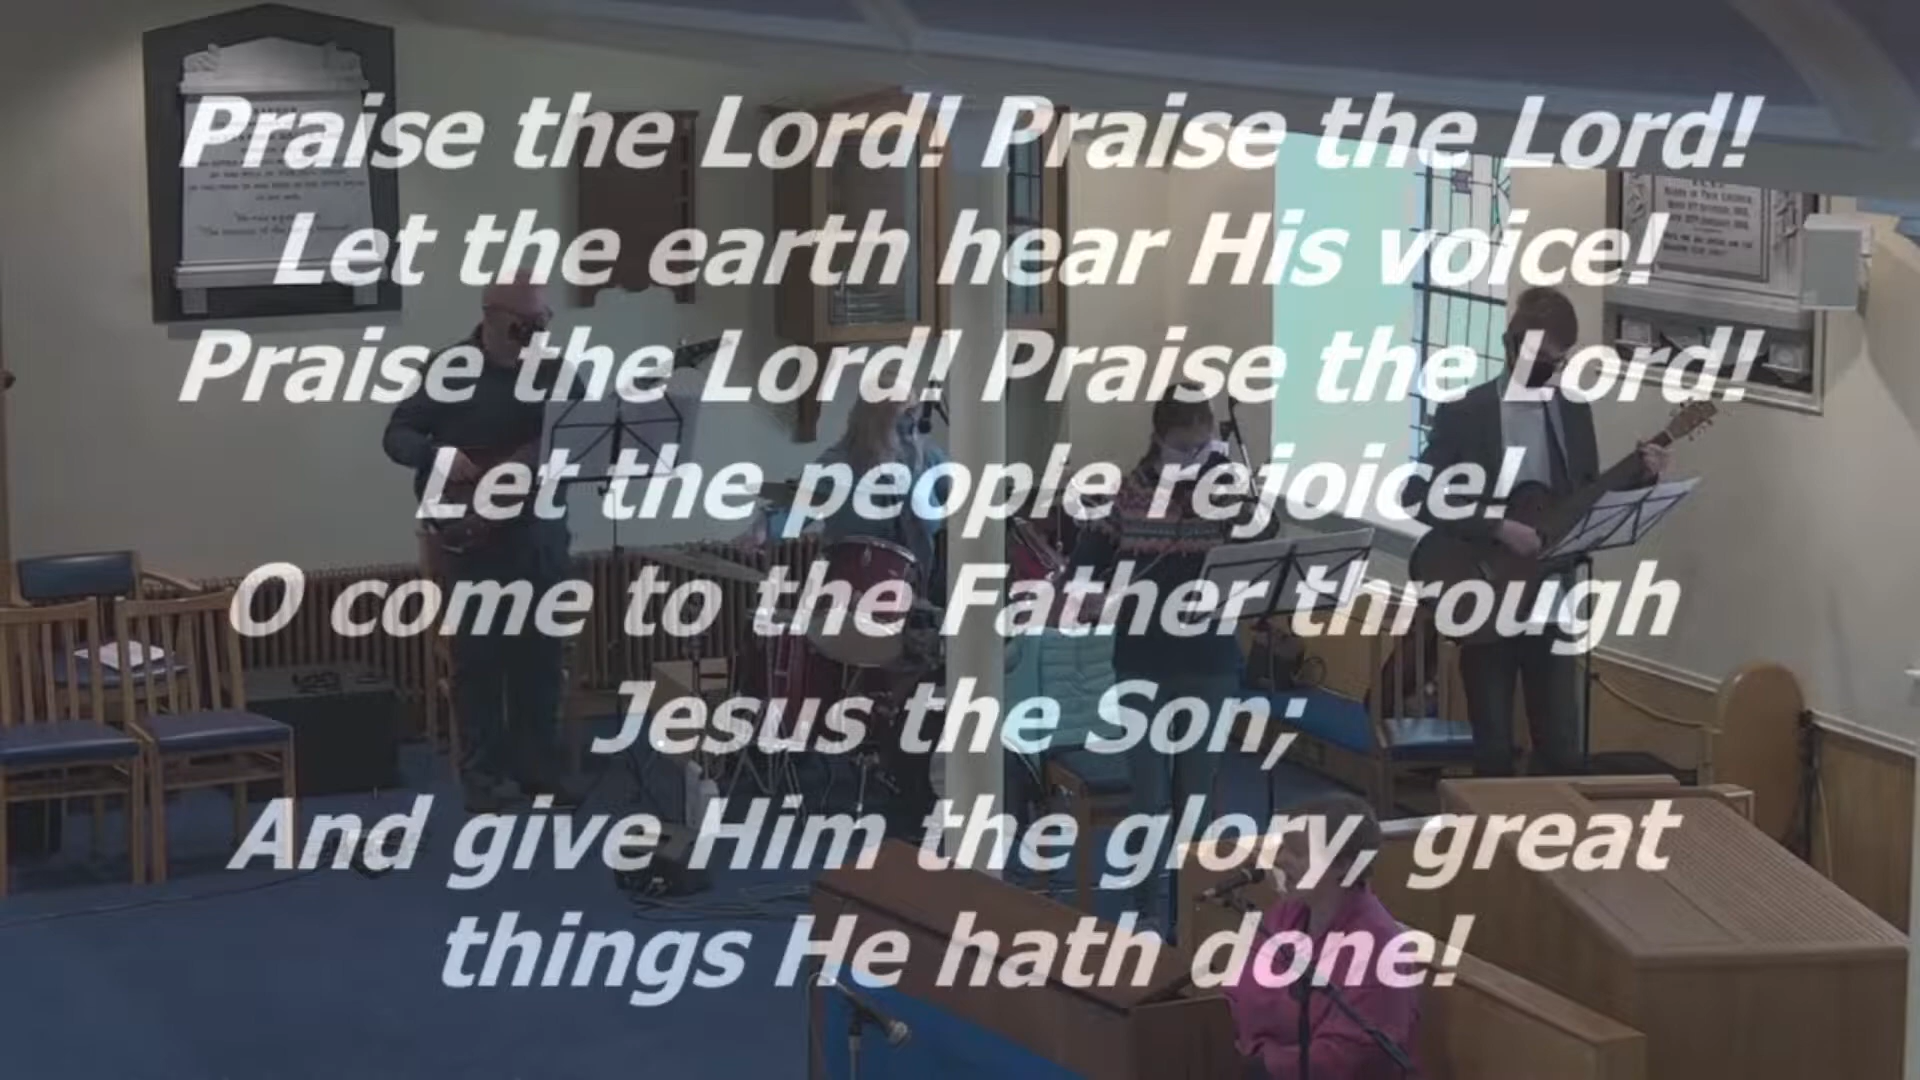 Praise the Lord! Praise the Lord!
Let the earth hear His voice!
Praise the Lord! Praise the Lord!
Let the people rejoice!
O come to the Father through
Jesus the Son;
And give Him the glory, great
things He hath done!